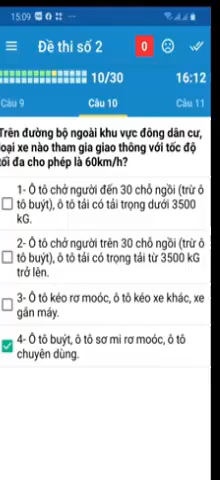 15:09
Đề thi số 2
0
10/30
16:12
Câu 9
Câu 10
Câu 11
Trên đường bộ ngoài khu vực đông dân cư,
loại xe nào tham gia giao thông với tốc độ
tối đa cho phép là 60km/h?
1- Ô tô chở người đến 30 chỗ ngồi (trừ ô
tô buýt), ô tô tải có tải trọng dưới 3500
kG.
2- Ô tô chở người trên 30 chỗ ngồi (trừ ô
tô buýt), ô tô tải có trọng tải từ 3500 kG
trở lên.
3- Ô tô kéo rơ moóc, ô tô kéo xe khác, xe
gắn máy.
4- Ô tô buýt, ô tô sơ mi rơ moóc, ô tô
chuyên dùng.